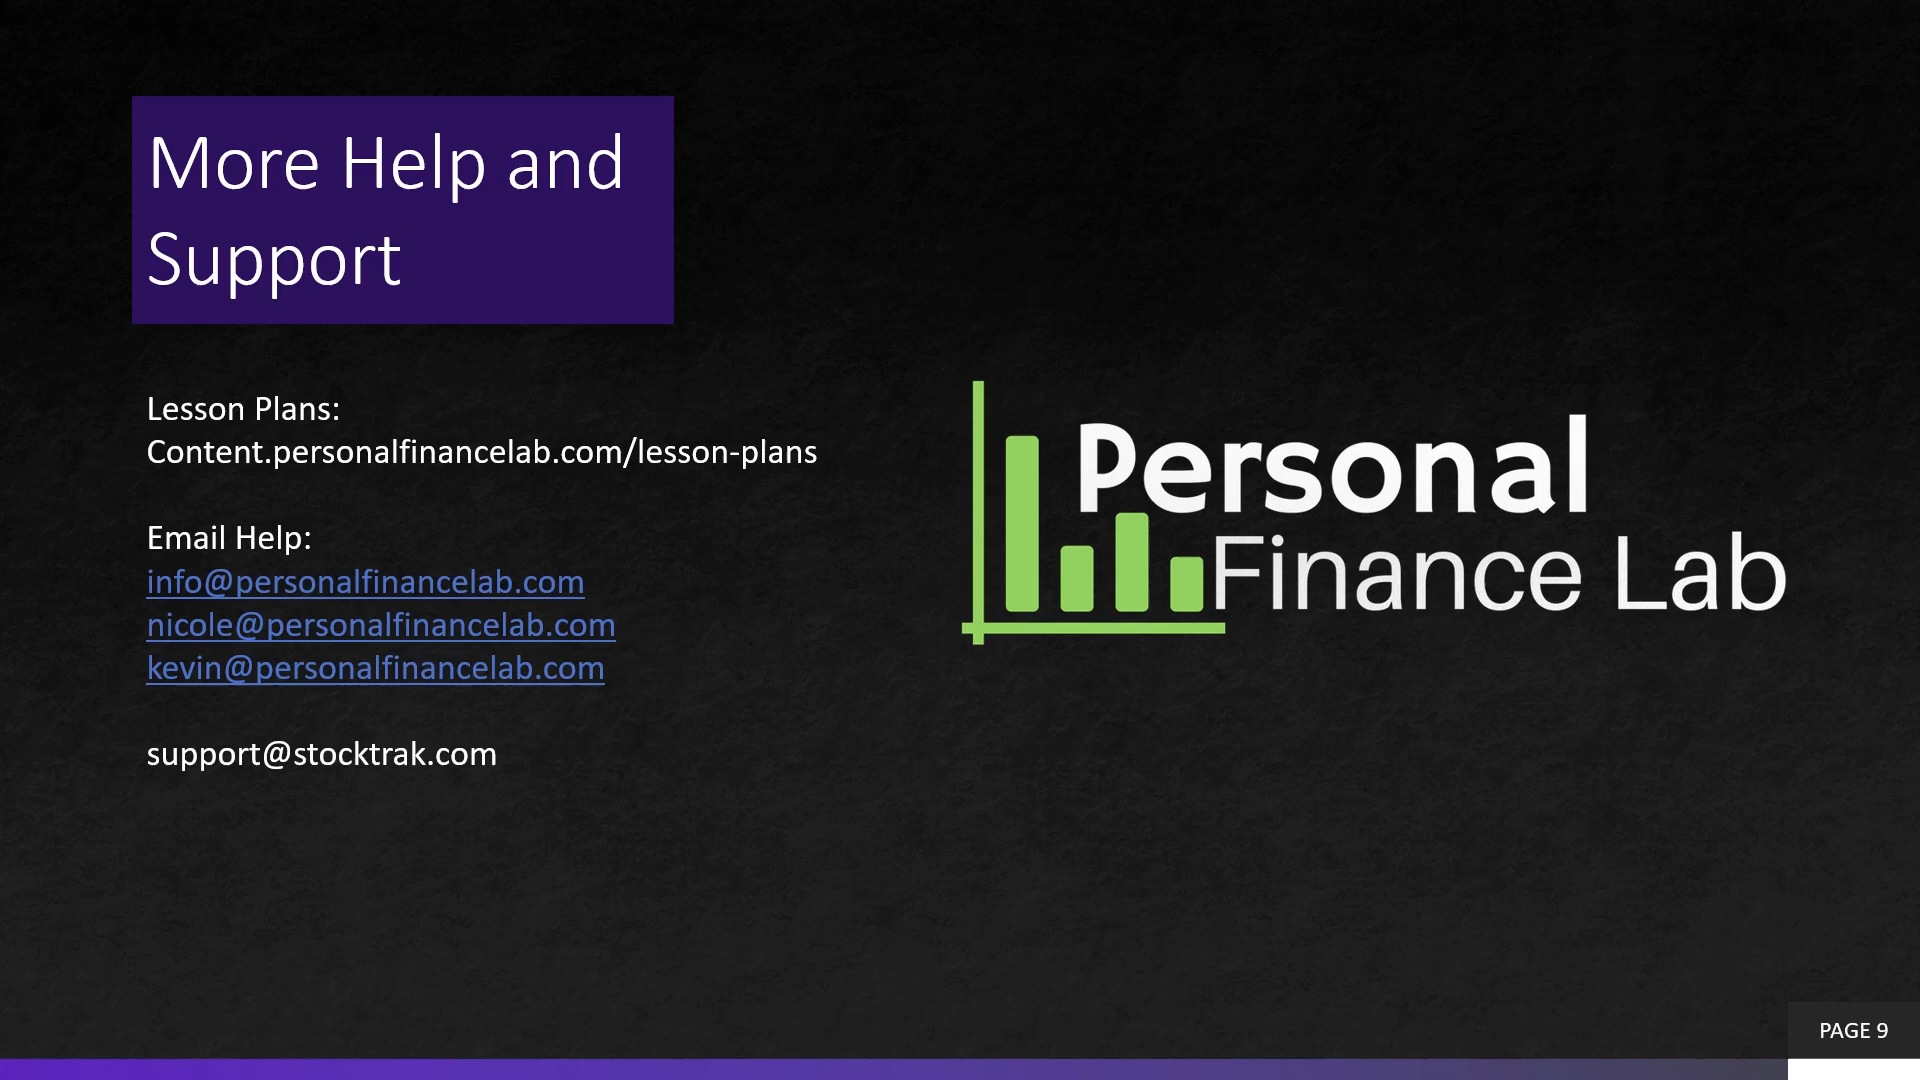 More Help and
Support
Lesson Plans:
Content.personalfinancelab.com/lesson-plans
Email Help:
info@personalfinancelab.com
nicole@personalfinancelab.com
kevin@personalfinancelab.com
support@stocktrak.com
Personal
Finance Lab
PAGE 9